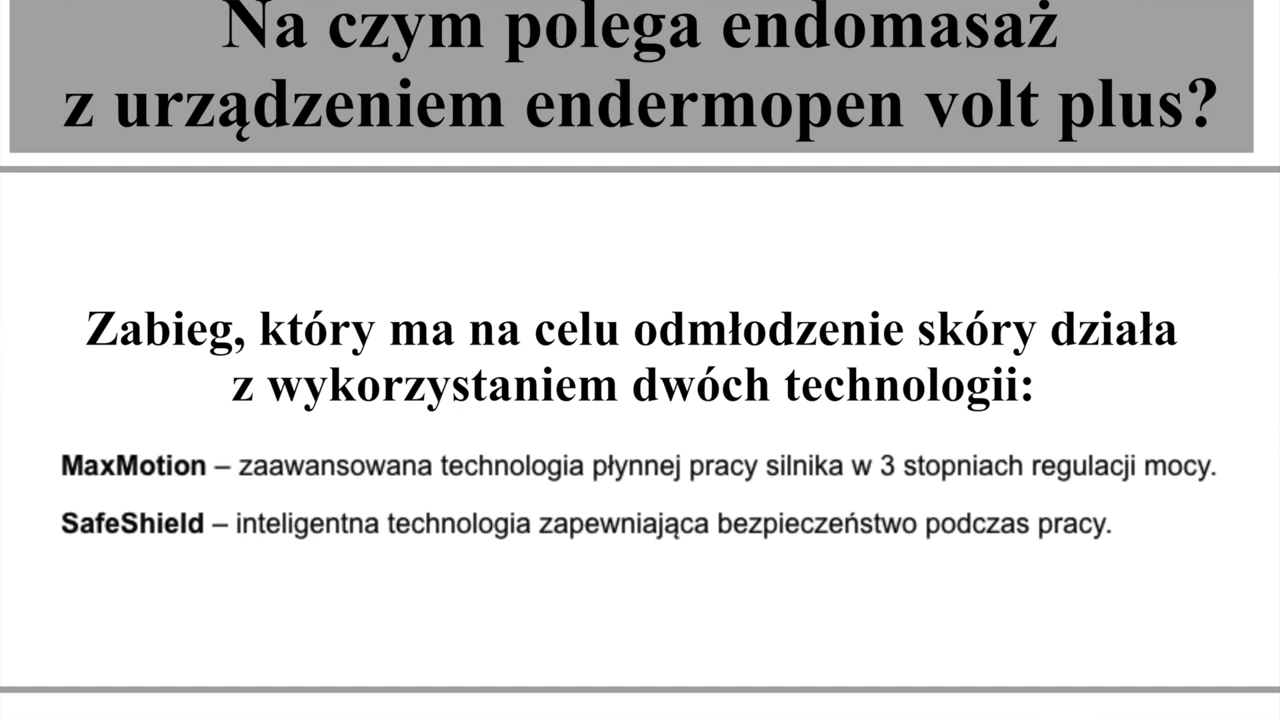 Na czym polega endomasaż
z urządzeniem endermopen volt plus?
Zabieg, który ma na celu odmłodzenie skóry działa
z wykorzystaniem dwóch technologii:
MaxMotion – zaawansowana technologia płynnej pracy silnika w 3 stopniach regulacji mocy.
SafeShield – inteligentna technologia zapewniająca bezpieczeństwo podczas pracy.